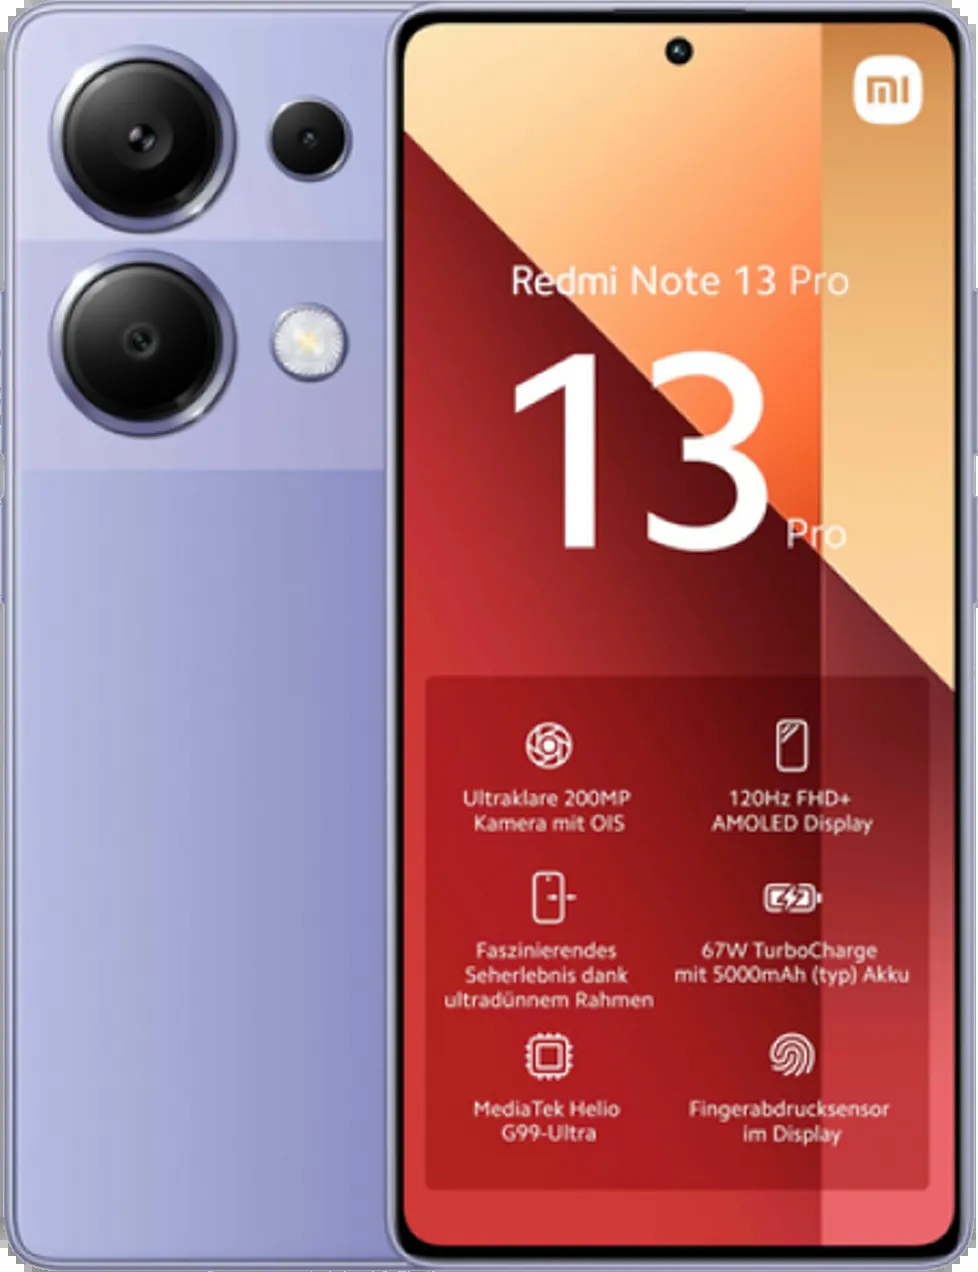 mi
Redmi Note 13 Pro
13 Pro
Ultraklare 200MP
Kamera mit OIS
120Hz FHD+
AMOLED Display
Faszinierendes
Seherlebnis dank
ultradünnem Rahmen
67W TurboCharge
mit 5000mAh (typ) Akku
MediaTek Helio
G99-Ultra
Fingerabdrucksensor
im Display